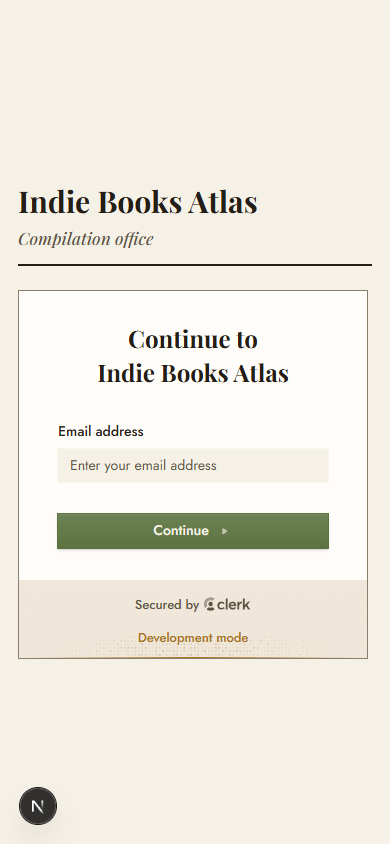 Indie Books Atlas
Compilation office
Continue to
Indie Books Atlas
Email address
Enter your email address
Continue
Secured by clerk
Development mode
N